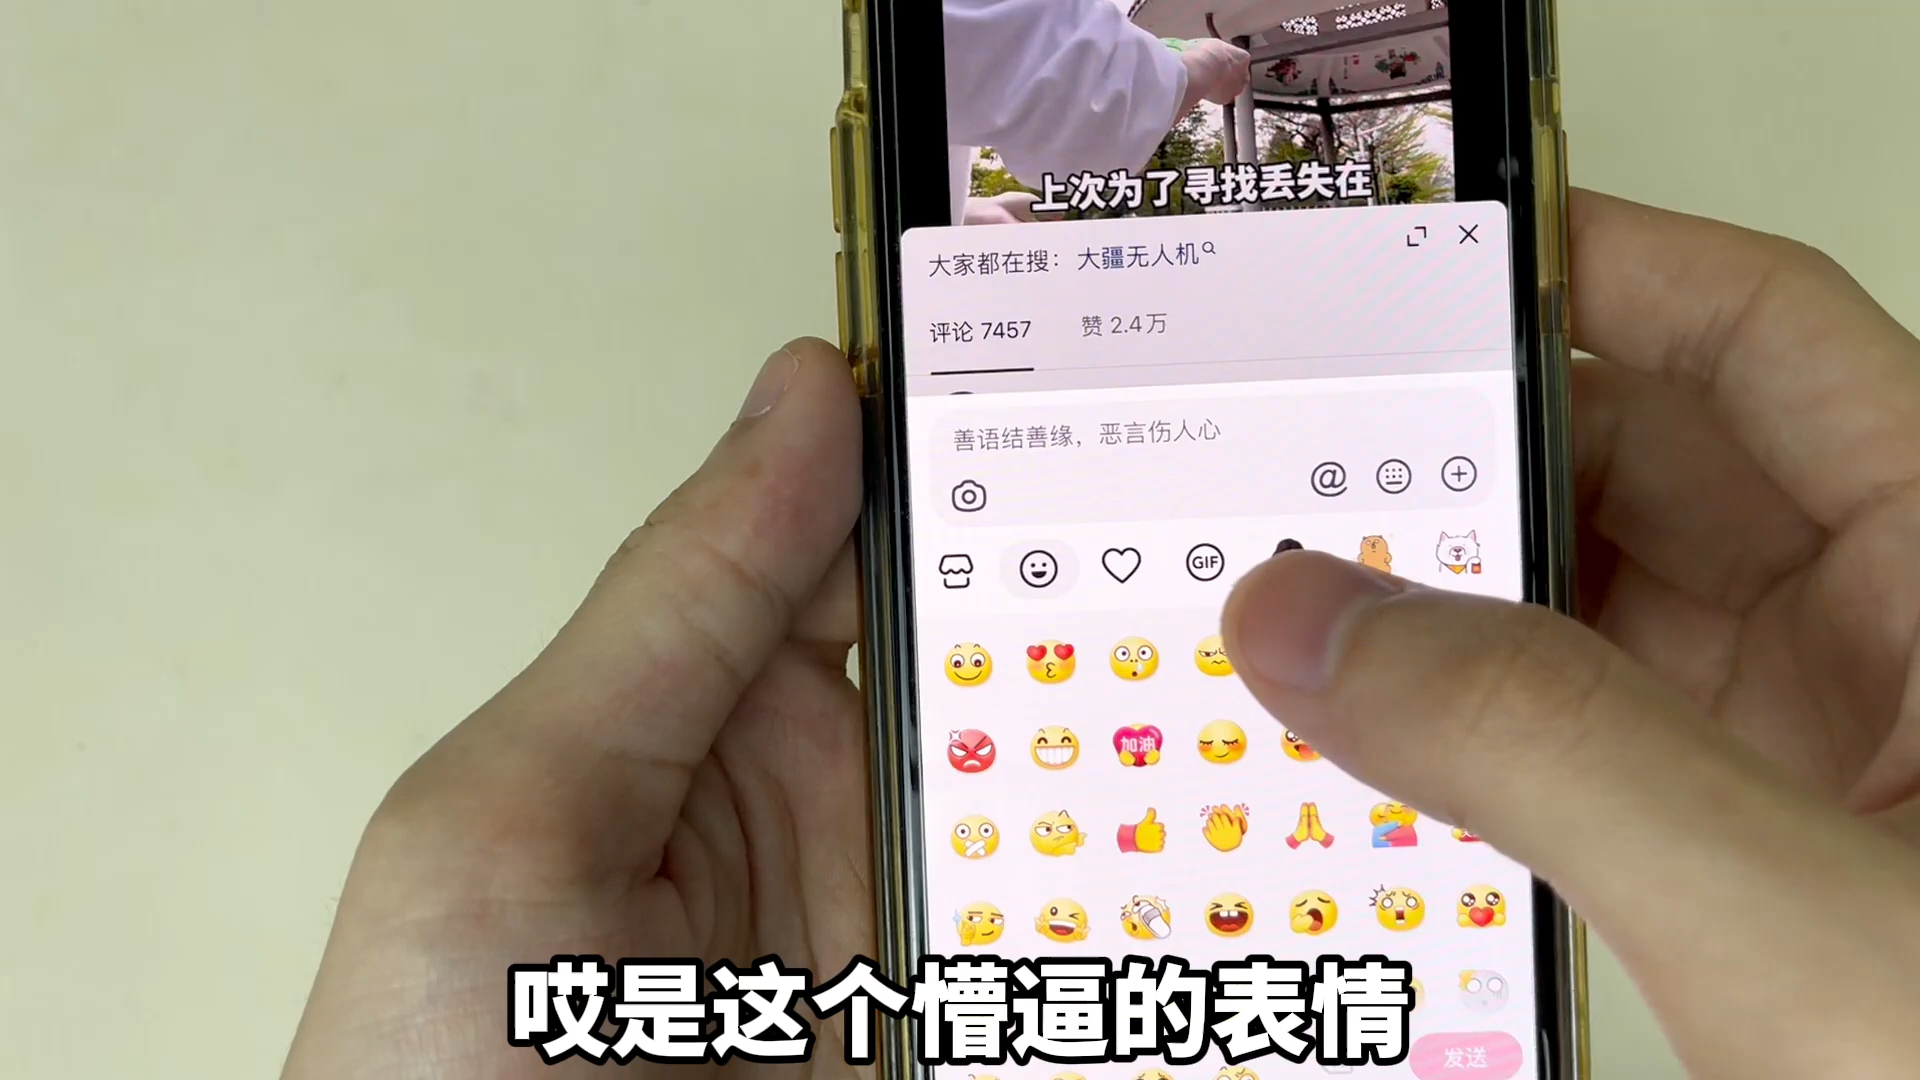 上次为了寻找丢失在
大家都在搜：大疆无人机
评论 7457 赞 2.4万
善语结善缘，恶言伤人心
@
GIF
加油
哎是这个懵逼的表情
发送